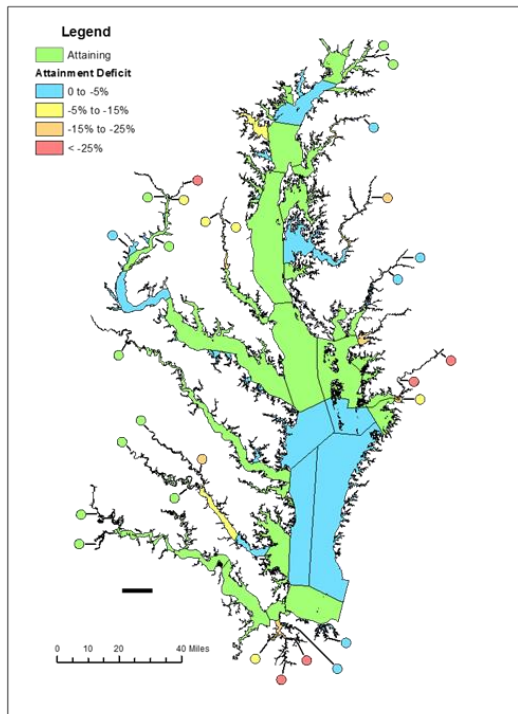 Legend
Attaining
Attainment Deficit
0 to -5%
-5% to -15%
-15% to -25%
< -25%
0 10 20 40 Miles